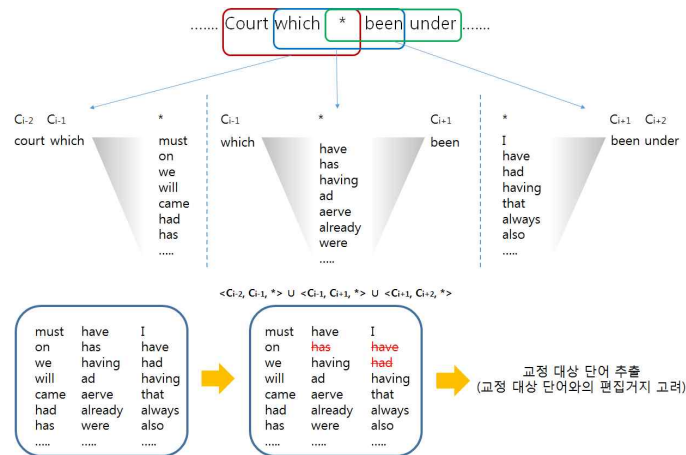 ....... Court which * been under .......
Ci-2 Ci-1 *
court which
must
on
we
will
came
had
has
.....
Ci-1 * Ci+1
which been
have
has
having
ad
aerve
already
were
.....
* Ci+1 Ci+2
been under
I
have
had
having
that
always
also
.....
<Ci-2, Ci-1, *> ∪ <Ci-1, Ci+1, *> ∪ <Ci+1, Ci+2, *>
must have I
on has have
we having had
will ad having
came aerve that
had already always
has were also
..... ..... .....
must have I
on has have
we having had
will ad having
came aerve that
had already always
has were also
..... ..... .....
교정 대상 단어 추출
(교정 대상 단어와의 편집거지 고려)